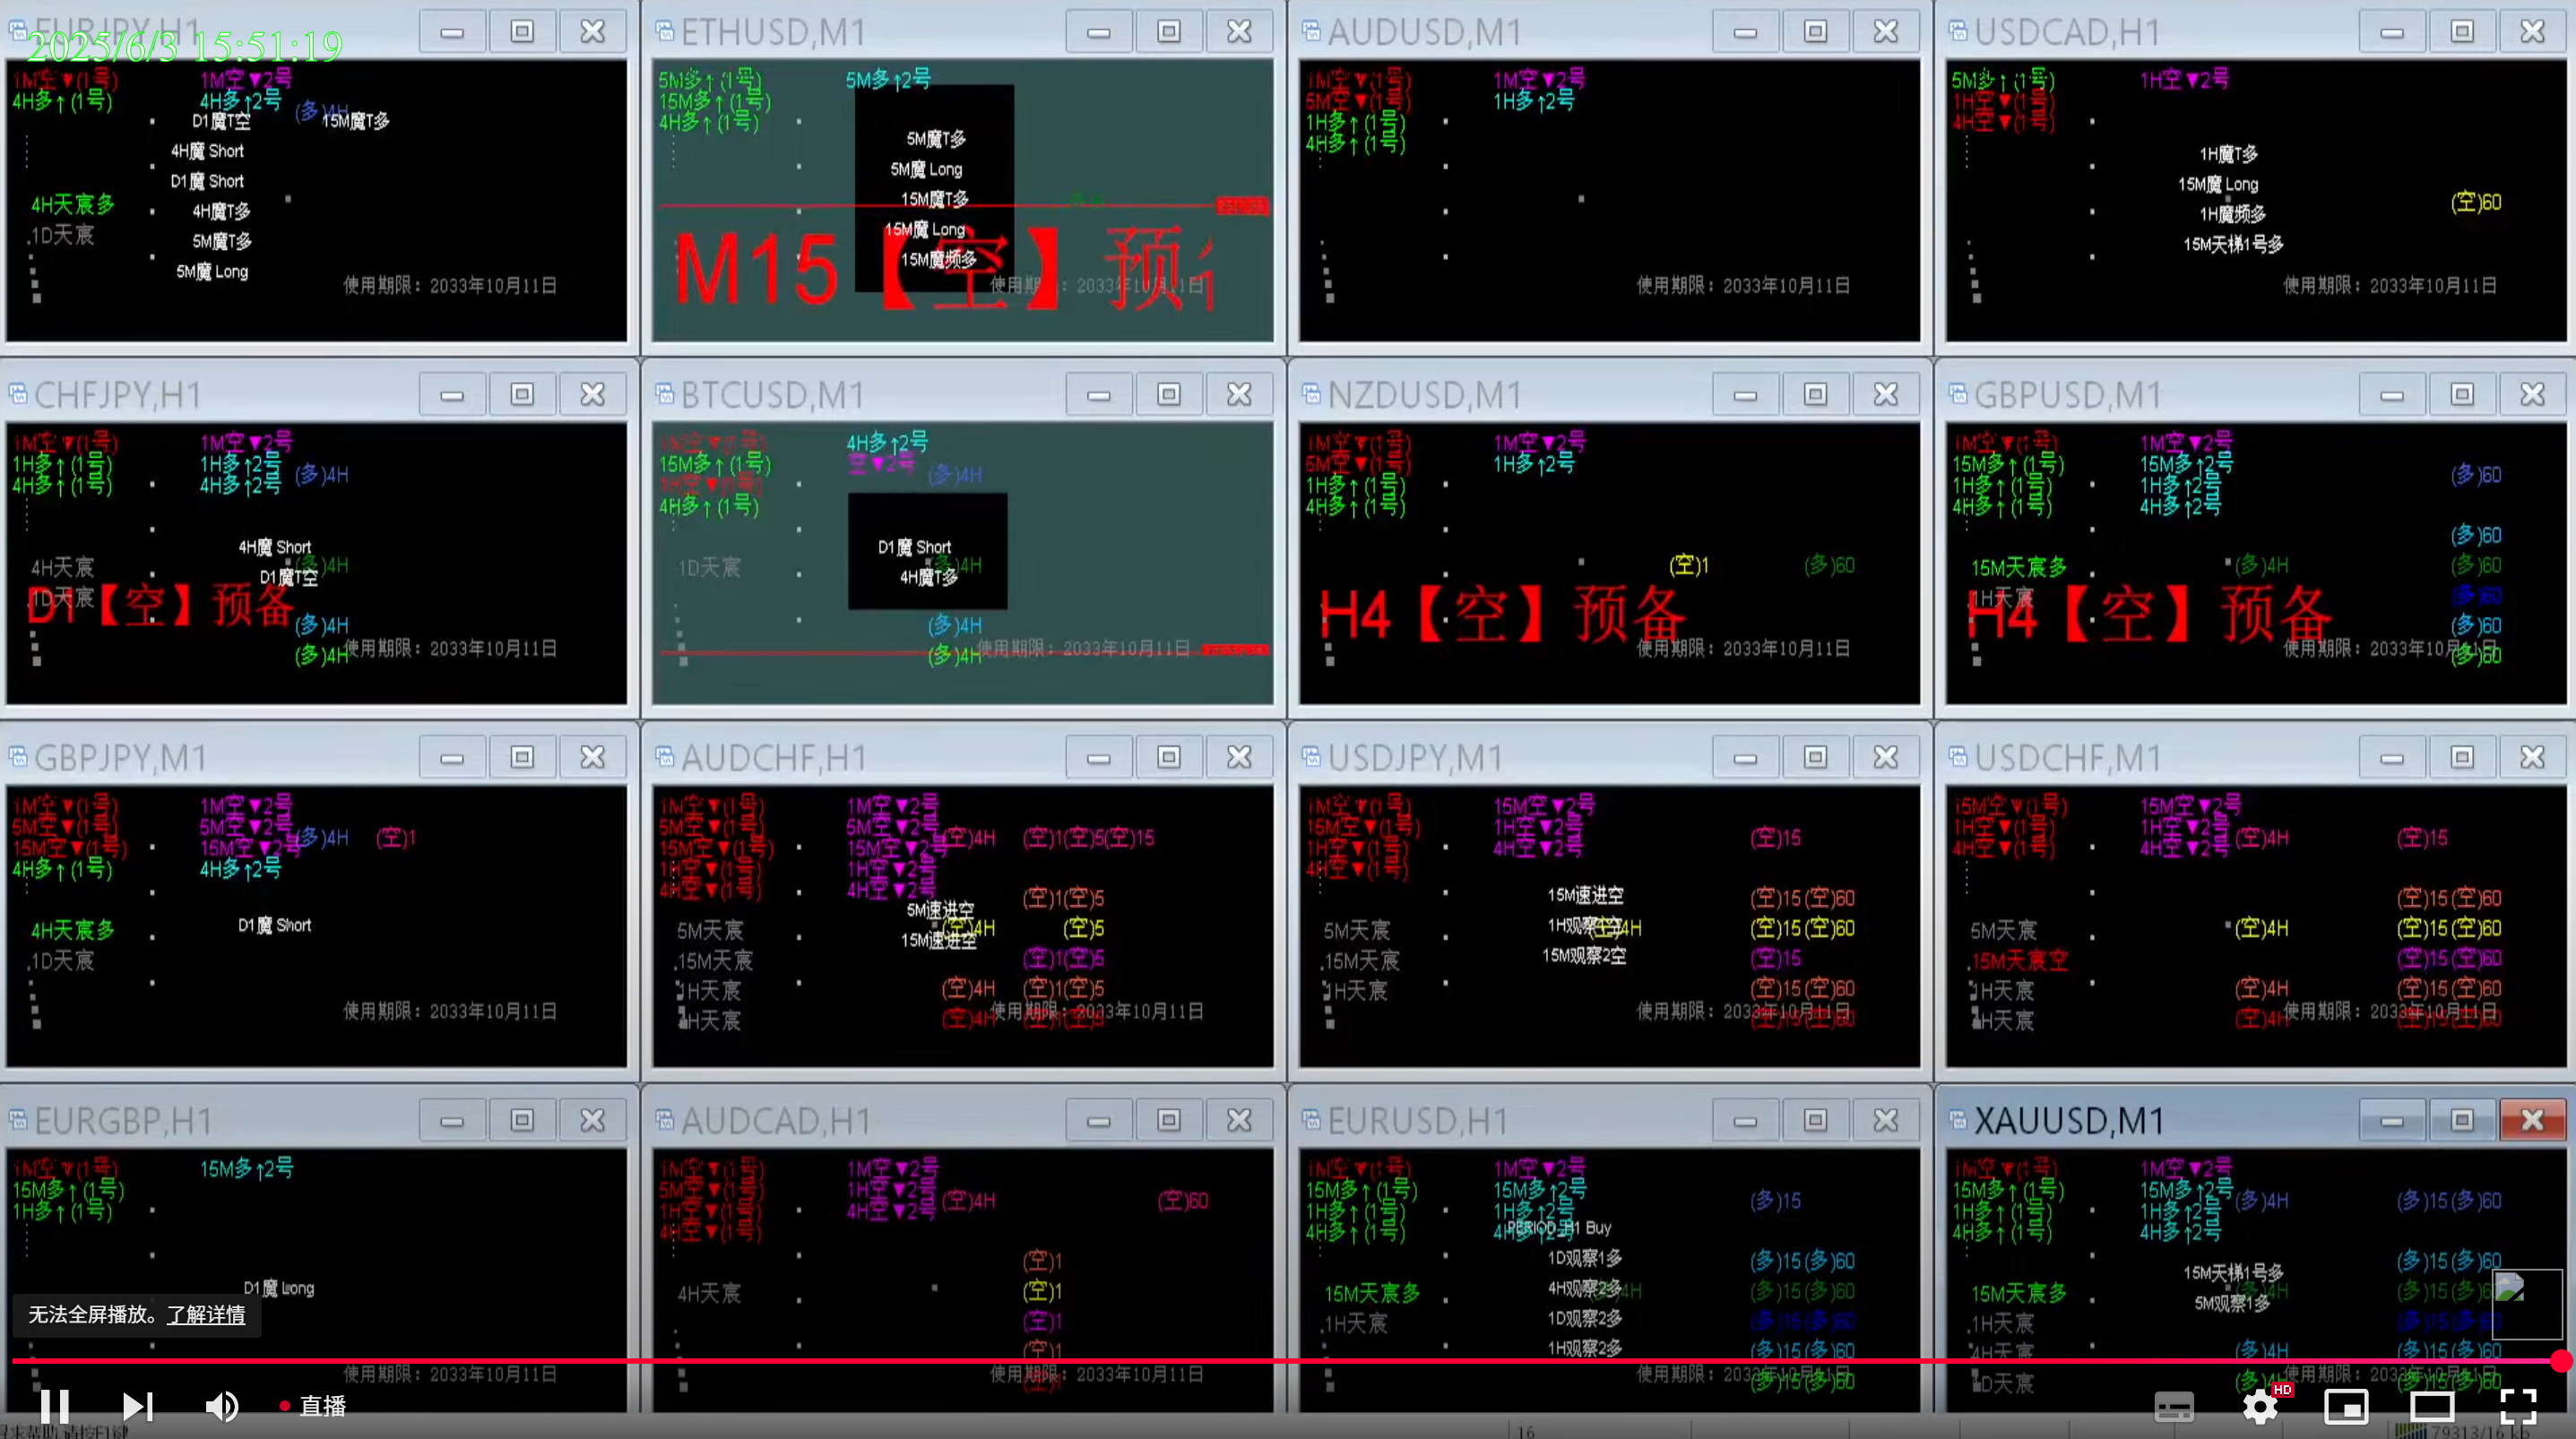 EURJPY,H1
2025/6/3 15:51:19
1M空▼(1号)
1M空▼2号
4H多↑(1号)
4H多↑2号
(多)4H
D1魔T空
15M魔T多
4H魔 Short
D1魔 Short
4H天宸多
4H魔T多
1D天宸
5M魔T多
5M魔 Long
使用期限：2033年10月11日
ETHUSD,M1
5M多↑(1号)
5M多↑2号
15M多↑(1号)
4H多↑(1号)
5M魔T多
5M魔 Long
15M魔T多
15M魔 Long
15M魔频多
M15【空】预
使用期限：2033年10月11日
AUDUSD,M1
1M空▼(1号)
1M空▼2号
5M空▼(1号)
1H多↑2号
1H多↑(1号)
4H多↑(1号)
使用期限：2033年10月11日
USDCAD,H1
5M多↑(1号)
1H空▼2号
1H空▼(1号)
4H空▼(1号)
1H魔T多
15M魔 Long
(空)60
1H魔频多
15M天梯1号多
使用期限：2033年10月11日
CHFJPY,H1
1M空▼(1号)
1M空▼2号
1H多↑(1号)
1H多↑2号
(多)4H
4H多↑(1号)
4H多↑2号
4H魔 Short
4H天宸
(多)4H
D1魔T空
1D天宸
D1【空】预备
(多)4H
(多)4H
使用期限：2033年10月11日
BTCUSD,M1
1M空▼(1号)
4H多↑2号
15M多↑(1号)
空▼2号
(多)4H
1H空▼(1号)
4H多↑(1号)
D1魔 Short
1D天宸
(多)4H
4H魔T多
(多)4H
(多)4H
使用期限：2033年10月11日
NZDUSD,M1
1M空▼(1号)
1M空▼2号
5M空▼(1号)
1H多↑2号
1H多↑(1号)
4H多↑(1号)
(空)1
(多)60
H4【空】预备
使用期限：2033年10月11日
GBPUSD,M1
1M空▼(1号)
1M空▼2号
15M多↑(1号)
15M多↑2号
(多)60
1H多↑(1号)
1H多↑2号
4H多↑(1号)
4H多↑2号
(多)60
15M天宸多
(多)4H
(多)60
1H天宸
(多)60
H4【空】预备
(多)60
(多)60
使用期限：2033年10月11日
GBPJPY,M1
1M空▼(1号)
1M空▼2号
5M空▼(1号)
5M空▼2号
(多)4H
(空)1
15M空▼(1号)
15M空▼2号
4H多↑(1号)
4H多↑2号
4H天宸多
D1魔 Short
1D天宸
使用期限：2033年10月11日
AUDCHF,H1
1M空▼(1号)
1M空▼2号
5M空▼(1号)
5M空▼2号
(空)4H
(空)1(空)5(空)15
15M空▼(1号)
15M空▼2号
1H空▼(1号)
1H空▼2号
4H空▼(1号)
4H空▼2号
(空)1(空)5
5M速进空
5M天宸
(空)4H
(空)5
15M速进空
15M天宸
(空)1(空)5
1H天宸
(空)4H
(空)1(空)5
4H天宸
(空)4H
使用期限：2033年10月11日
USDJPY,M1
1M空▼(1号)
15M空▼2号
15M空▼(1号)
1H空▼2号
(空)15
1H空▼(1号)
4H空▼2号
4H空▼(1号)
15M速进空
(空)15(空)60
5M天宸
(空)4H
(空)15(空)60
15M天宸
15M观察2空
(空)15
1H天宸
(空)15(空)60
(空)15(空)60
使用期限：2033年10月11日
USDCHF,M1
15M空▼(1号)
15M空▼2号
1H空▼(1号)
1H空▼2号
(空)4H
(空)15
4H空▼(1号)
4H空▼2号
(空)15(空)60
5M天宸
(空)4H
(空)15(空)60
15M天宸空
(空)15(空)60
1H天宸
(空)4H
(空)15(空)60
4H天宸
(空)4H
(空)15(空)60
使用期限：2033年10月11日
EURGBP,H1
1M空▼(1号)
15M多↑2号
15M多↑(1号)
1H多↑(1号)
D1魔 Long
使用期限：2033年10月11日
AUDCAD,H1
1M空▼(1号)
1M空▼2号
5M空▼(1号)
1H空▼2号
(空)4H
(空)60
1H空▼(1号)
4H空▼2号
4H空▼(1号)
(空)1
4H天宸
(空)1
(空)1
(空)1
(空)1
使用期限：2033年10月11日
EURUSD,H1
1M空▼(1号)
1M空▼2号
15M多↑(1号)
15M多↑2号
(多)15
1H多↑(1号)
1H多↑2号
4H多↑(1号)
4H多↑2号
PERIOD_H1 Buy
1D观察1多
(多)15(多)60
15M天宸多
4H观察2多
(多)15(多)60
1H天宸
1D观察2多
(多)15(多)60
1H观察2多
(多)15(多)60
(多)15(多)60
使用期限：2033年10月11日
XAUUSD,M1
1M空▼(1号)
1M空▼2号
15M多↑(1号)
15M多↑2号
(多)4H
(多)15(多)60
1H多↑(1号)
1H多↑2号
4H多↑(1号)
4H多↑2号
15M天梯1号多
(多)15(多)60
15M天宸多
(多)4H
(多)15(多)6
5M观察1多
1H天宸
(多)15(多)6
4H天宸
(多)4H
(多)15(多)60
1D天宸
(多)4H
(多)15(多)60
使用期限：2033年10月11日
无法全屏播放。了解详情
直播
HD
16
79313/16 kb